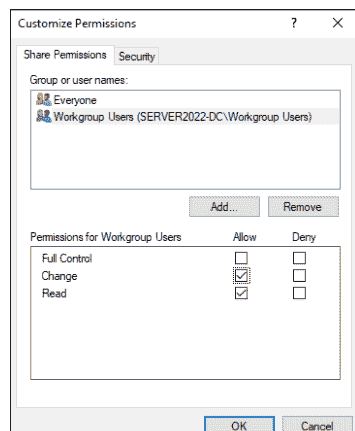 Customize Permissions ? ×
Share Permissions Security
Group or user names:
Everyone
Workgroup Users (SERVER2022-DC\Workgroup Users)
Add... Remove
Permissions for Workgroup Users Allow Deny
Full Control
Change
Read
OK Cancel